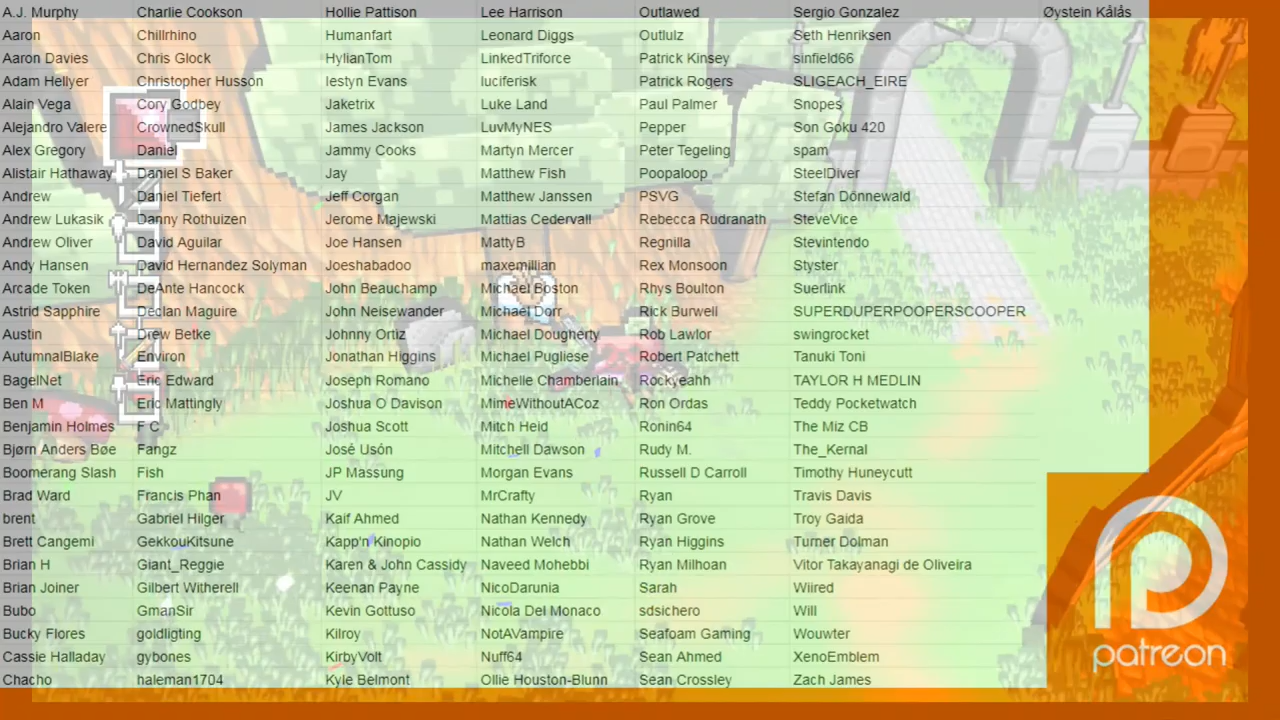 A.J. Murphy Charlie Cookson Hollie Pattison Lee Harrison Outlawed Sergio Gonzalez Øystein Kålås
Aaron Chillrhino Humanfart Leonard Diggs Outlulz Seth Henriksen
Aaron Davies Chris Glock HylianTom LinkedTriforce Patrick Kinsey sinfield66
Adam Hellyer Christopher Husson Iestyn Evans luciferisk Patrick Rogers SLIGEACH_EIRE
Alain Vega Cory Godbey Jaketrix Luke Land Paul Palmer Snopes
Alejandro Valere CrownedSkull James Jackson LuvMyNES Pepper Son Goku 420
Alex Gregory Daniel Jammy Cooks Martyn Mercer Peter Tegeling spam
Alistair Hathaway Daniel S Baker Jay Matthew Fish Poopaloop SteelDiver
Andrew Daniel Tiefert Jeff Corgan Matthew Janssen PSVG Stefan Dönnewald
Andrew Lukasik Danny Rothuizen Jerome Majewski Mattias Cedervall Rebecca Rudranath SteveVice
Andrew Oliver David Aguilar Joe Hansen MattyB Regnilla Stevintendo
Andy Hansen David Hernandez Solyman Joeshabadoo maxemillian Rex Monsoon Styster
Arcade Token DeAnte Hancock John Beauchamp Michael Boston Rhys Boulton Suerlink
Astrid Sapphire Declan Maguire John Neisewander Michael Dorr Rick Burwell SUPERDUPERPOOPERSCOOPER
Austin Drew Betke Johnny Ortiz Michael Dougherty Rob Lawlor swingrocket
AutumnalBlake Environ Jonathan Higgins Michael Pugliese Robert Patchett Tanuki Toni
BagelNet Eric Edward Joseph Romano Michelle Chamberlain Rockyeahh TAYLOR H MEDLIN
Ben M Eric Mattingly Joshua O Davison MimeWithoutACoz Ron Ordas Teddy Pocketwatch
Benjamin Holmes F C Joshua Scott Mitch Heid Ronin64 The Miz CB
Bjørn Anders Bøe Fangz José Usón Mitchell Dawson Rudy M. The_Kernal
Boomerang Slash Fish JP Massung Morgan Evans Russell D Carroll Timothy Huneycutt
Brad Ward Francis Phan JV MrCrafty Ryan Travis Davis
brent Gabriel Hilger Kaif Ahmed Nathan Kennedy Ryan Grove Troy Gaida
Brett Cangemi GekkouKitsune Kapp'n Kinopio Nathan Welch Ryan Higgins Turner Dolman
Brian H Giant_Reggie Karen & John Cassidy Naveed Mohebbi Ryan Milhoan Vitor Takayanagi de Oliveira
Brian Joiner Gilbert Witherell Keenan Payne NicoDarunia Sarah Wiired
Bubo GmanSir Kevin Gottuso Nicola Del Monaco sdsichero Will
Bucky Flores goldligting Kilroy NotAVampire Seafoam Gaming Wouwter
Cassie Halladay gybones KirbyVolt Nuff64 Sean Ahmed XenoEmblem
Chacho haleman1704 Kyle Belmont Ollie Houston-Blunn Sean Crossley Zach James
patreon